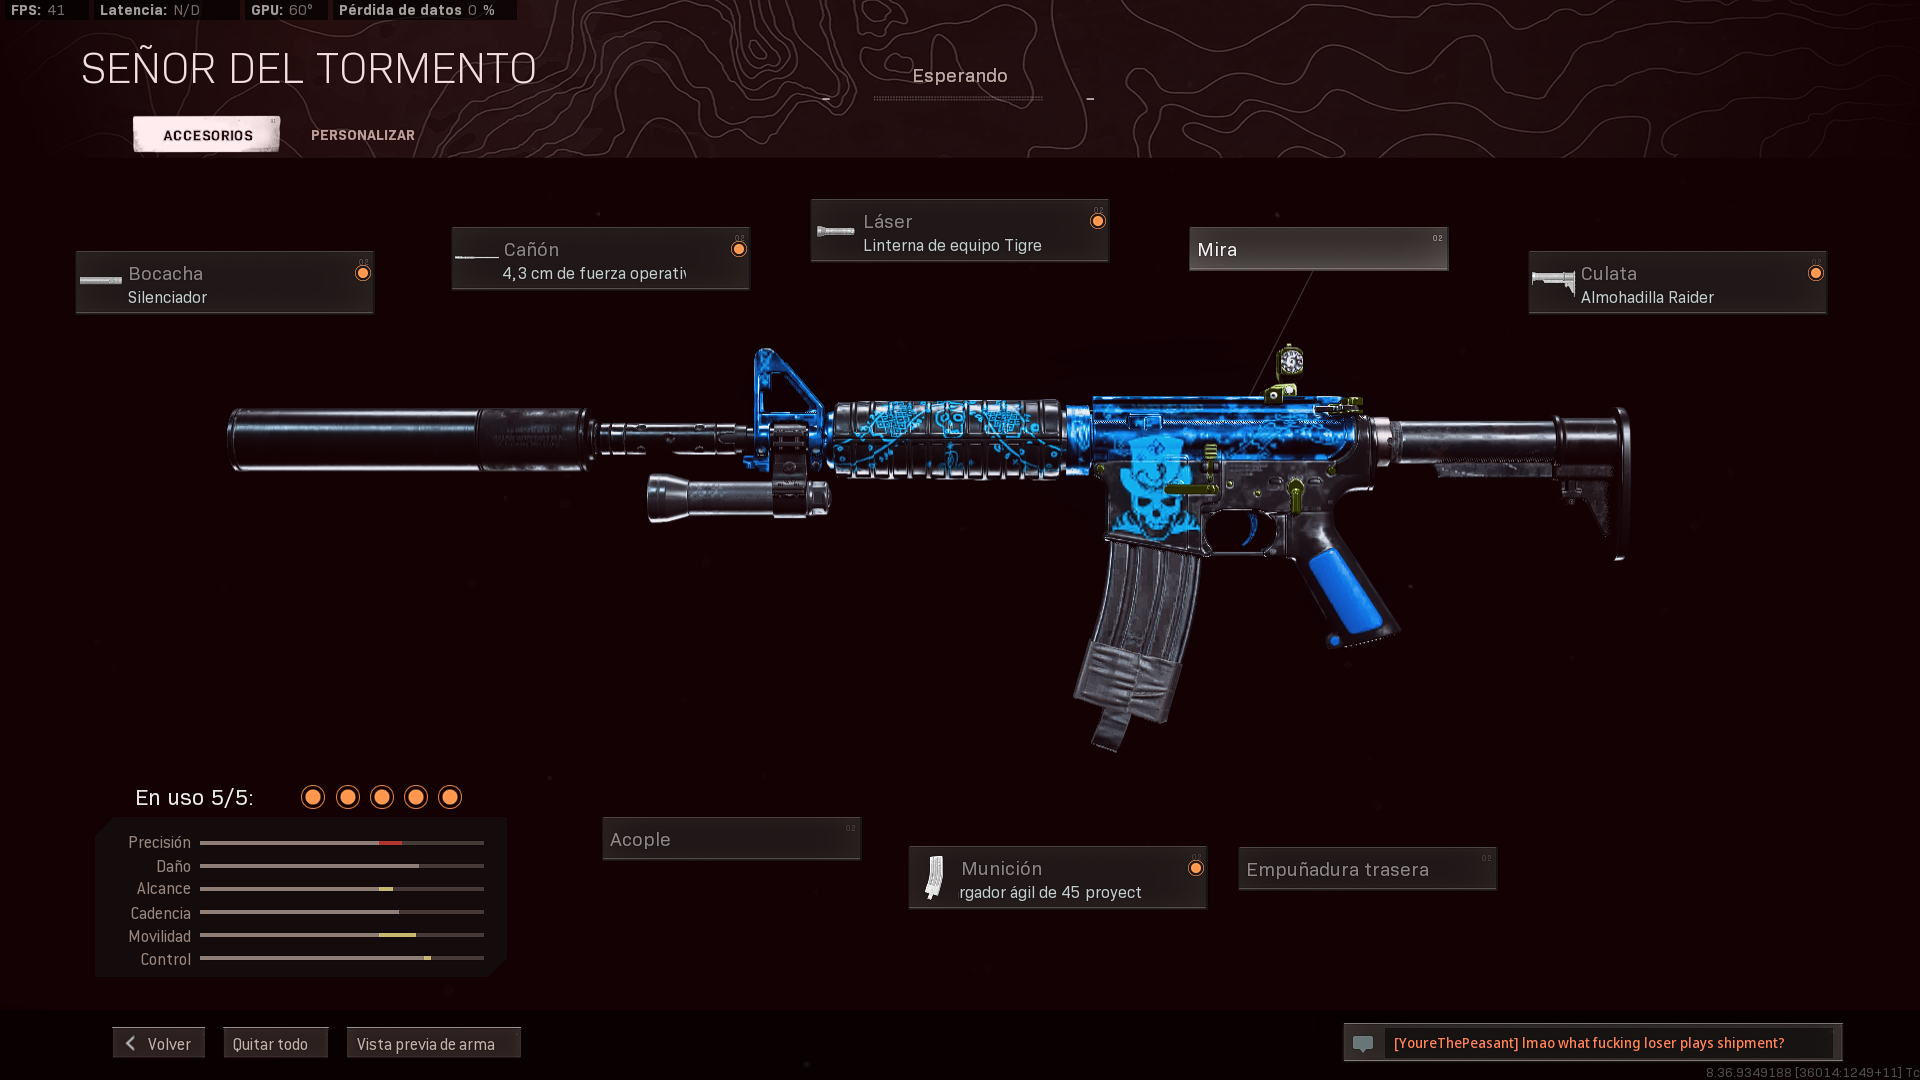 FPS: 41 Latencia: N/D GPU: 60° Pérdida de datos 0 %
SEÑOR DEL TORMENTO
Esperando
ACCESORIOS PERSONALIZAR
Láser
Linterna de equipo Tigre
Cañón
4,3 cm de fuerza operativ
Mira
Bocacha
Silenciador
Culata
Almohadilla Raider
En uso 5/5:
Precisión
Daño
Alcance
Cadencia
Movilidad
Control
Acople
Munición
rgador ágil de 45 proyect
Empuñadura trasera
Volver Quitar todo Vista previa de arma
[YoureThePeasant] lmao what fucking loser plays shipment?
8.36.9349188 [36014:1249+11] Tc